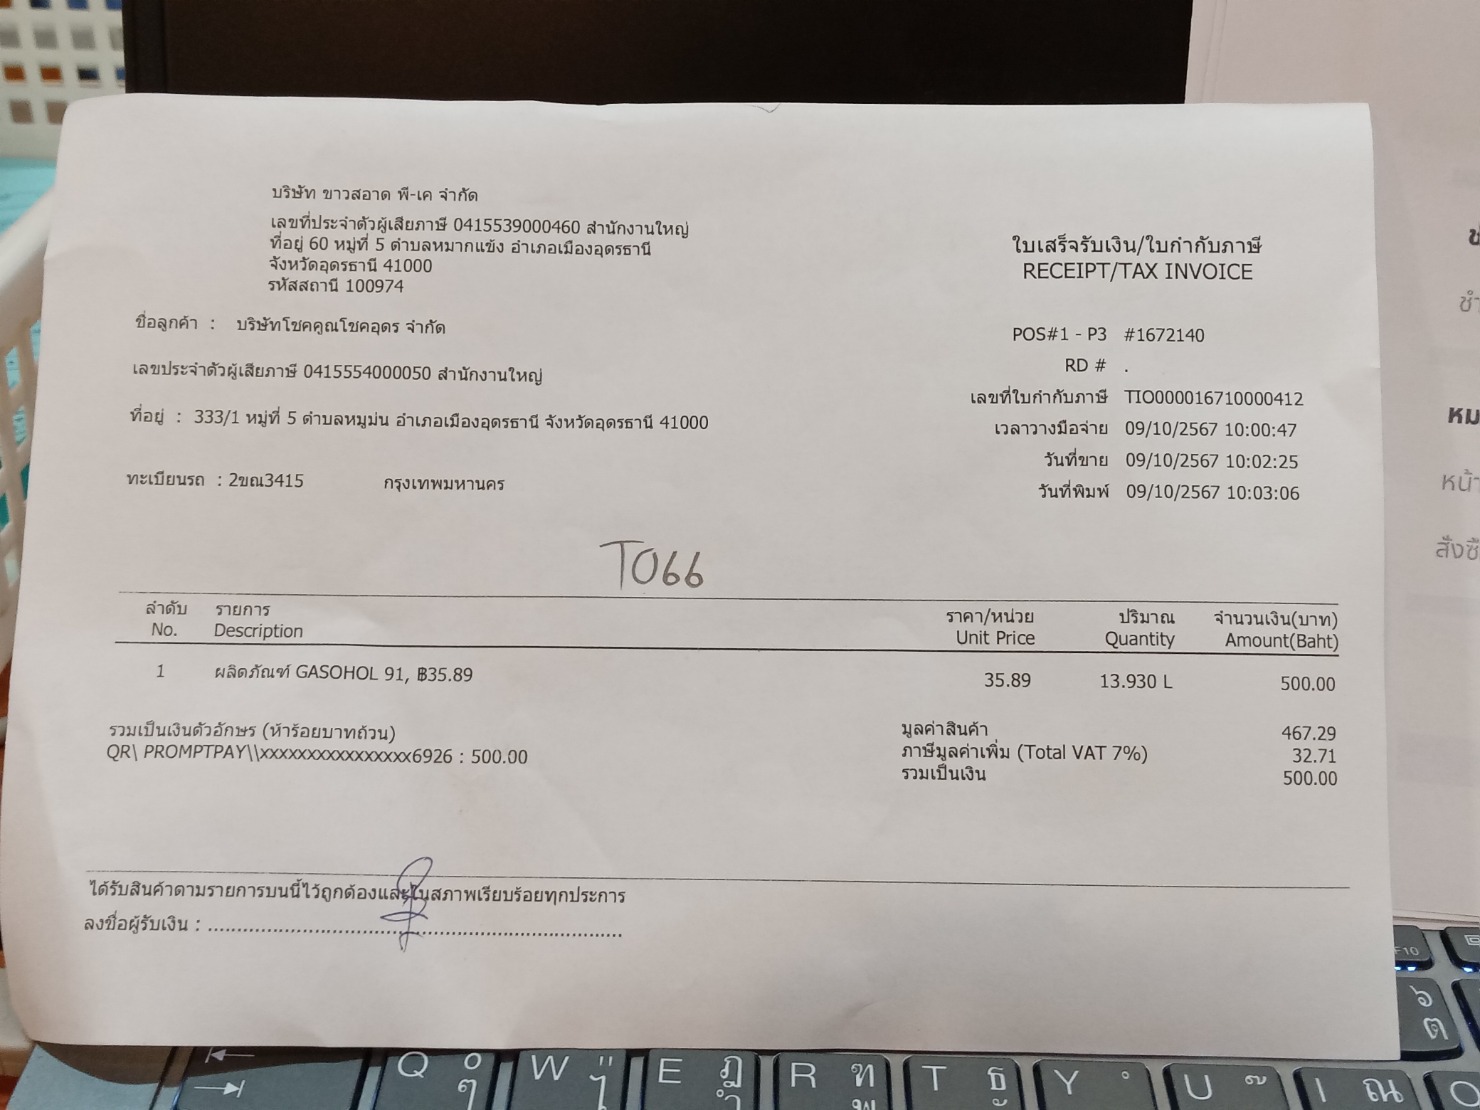 บริษัท ขาวสอาด พี-เค จำกัด
เลขที่ประจำตัวผู้เสียภาษี 0415539000460 สำนักงานใหญ่
ที่อยู่ 60 หมู่ที่ 5 ตำบลหมากแข้ง อำเภอเมืองอุดรธานี
จังหวัดอุดรธานี 41000
รหัสสถานี 100974
ใบเสร็จรับเงิน/ใบกำกับภาษี
RECEIPT/TAX INVOICE
ชื่อลูกค้า : บริษัทโชคคูณโชคอุดร จำกัด
เลขประจำตัวผู้เสียภาษี 0415554000050 สำนักงานใหญ่
ที่อยู่ : 333/1 หมู่ที่ 5 ตำบลหมูม่น อำเภอเมืองอุดรธานี จังหวัดอุดรธานี 41000
ทะเบียนรถ : 2ขณ3415 กรุงเทพมหานคร
POS#1 - P3 #1672140
RD # .
เลขที่ใบกำกับภาษี TIO000016710000412
เวลาวางมือจ่าย 09/10/2567 10:00:47
วันที่ขาย 09/10/2567 10:02:25
วันที่พิมพ์ 09/10/2567 10:03:06
TO66
ลำดับ รายการ ราคา/หน่วย ปริมาณ จำนวนเงิน(บาท)
No. Description Unit Price Quantity Amount(Baht)
1 ผลิตภัณฑ์ GASOHOL 91, ฿35.89 35.89 13.930 L 500.00
รวมเป็นเงินตัวอักษร (ห้าร้อยบาทถ้วน)
QR\ PROMPTPAY\\xxxxxxxxxxxxxxxx6926 : 500.00
มูลค่าสินค้า 467.29
ภาษีมูลค่าเพิ่ม (Total VAT 7%) 32.71
รวมเป็นเงิน 500.00
ได้รับสินค้าตามรายการบนนี้ไว้ถูกต้องและในสภาพเรียบร้อยทุกประการ
ลงชื่อผู้รับเงิน : ......................................................................
F10
Q W E R T Y U I O